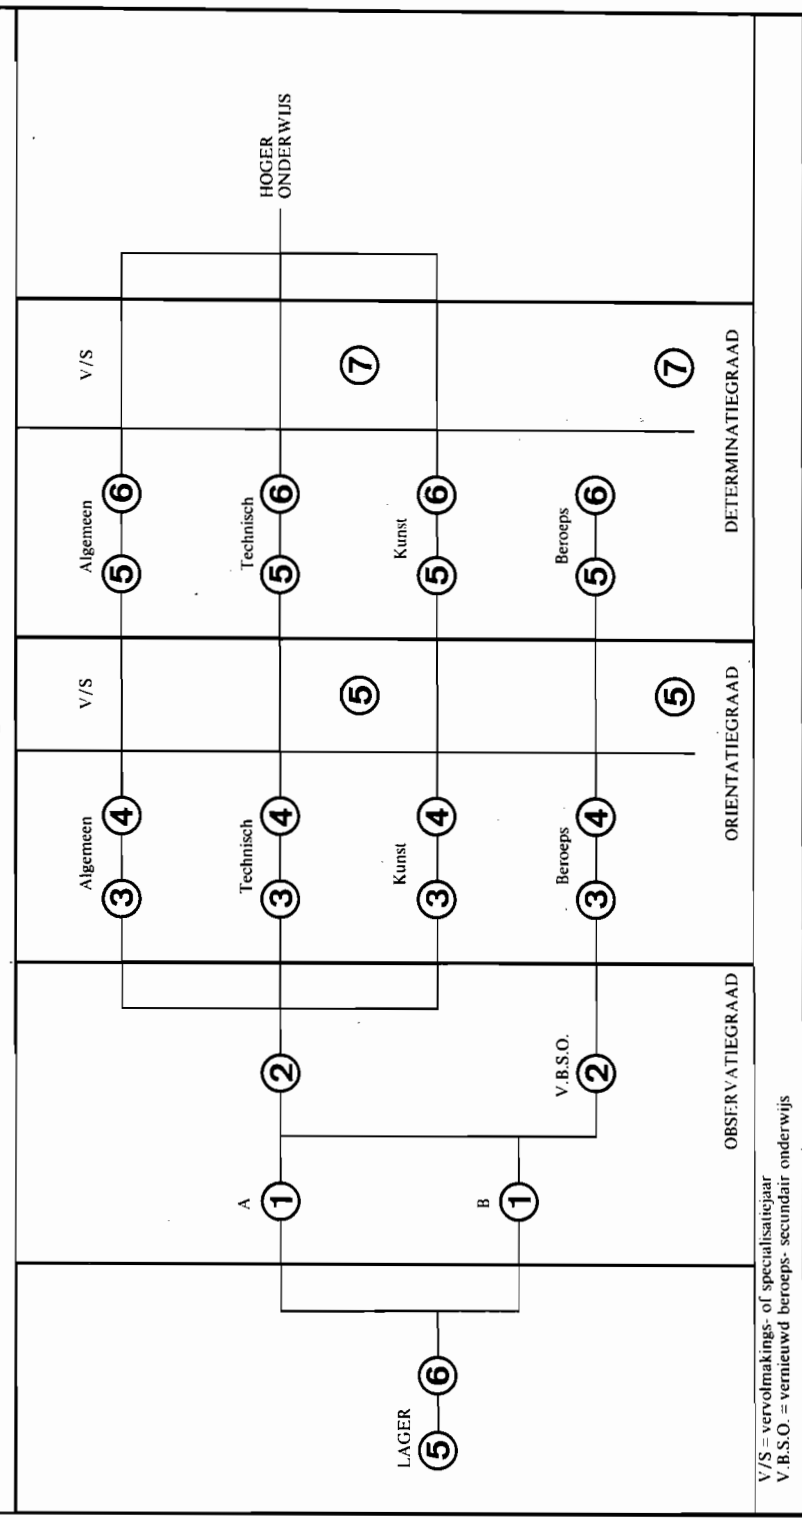 LAGER
5 6
A
1
B
1
2
V.B.S.O.
2
OBSERVATIEGRAAD
Algemeen
3 4
Technisch
3 4
Kunst
3 4
Beroeps
3 4
V/S
5
5
ORIENTATIEGRAAD
Algemeen
5 6
Technisch
5 6
Kunst
5 6
Beroeps
5 6
V/S
7
7
DETERMINATIEGRAAD
HOGER
ONDERWIJS
V/S = vervolmakings- of specialisatiejaar
V.B.S.O. = vernieuwd beroeps- secundair onderwijs